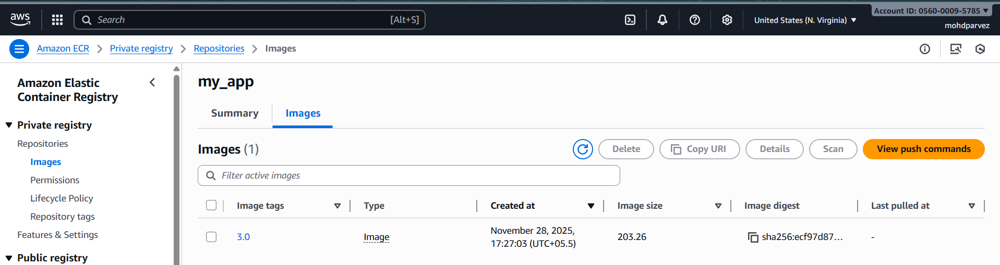 aws
Search
[Alt+S]
United States (N. Virginia)
Account ID: 0560-0009-5785
mohdparvez
Amazon ECR
Private registry
Repositories
Images
Amazon Elastic
Container Registry
Private registry
Repositories
Images
Permissions
Lifecycle Policy
Repository tags
Features & Settings
Public registry
my_app
Summary
Images
Images (1)
Delete
Copy URI
Details
Scan
View push commands
Filter active images
Image tags
Type
Created at
Image size
Image digest
Last pulled at
3.0
Image
November 28, 2025,
17:27:03 (UTC+05.5)
203.26
sha256:ecf97d87...
-